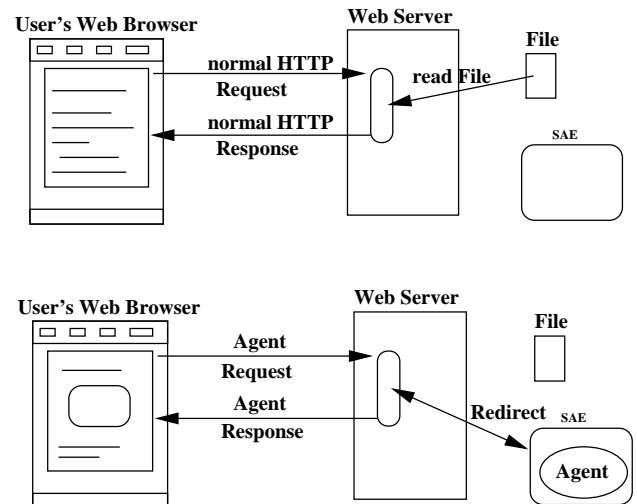 User's Web Browser
Web Server
File
normal HTTP
Request
read File
normal HTTP
Response
SAE
User's Web Browser
Web Server
File
Agent
Request
Agent
Response
Redirect
SAE
Agent